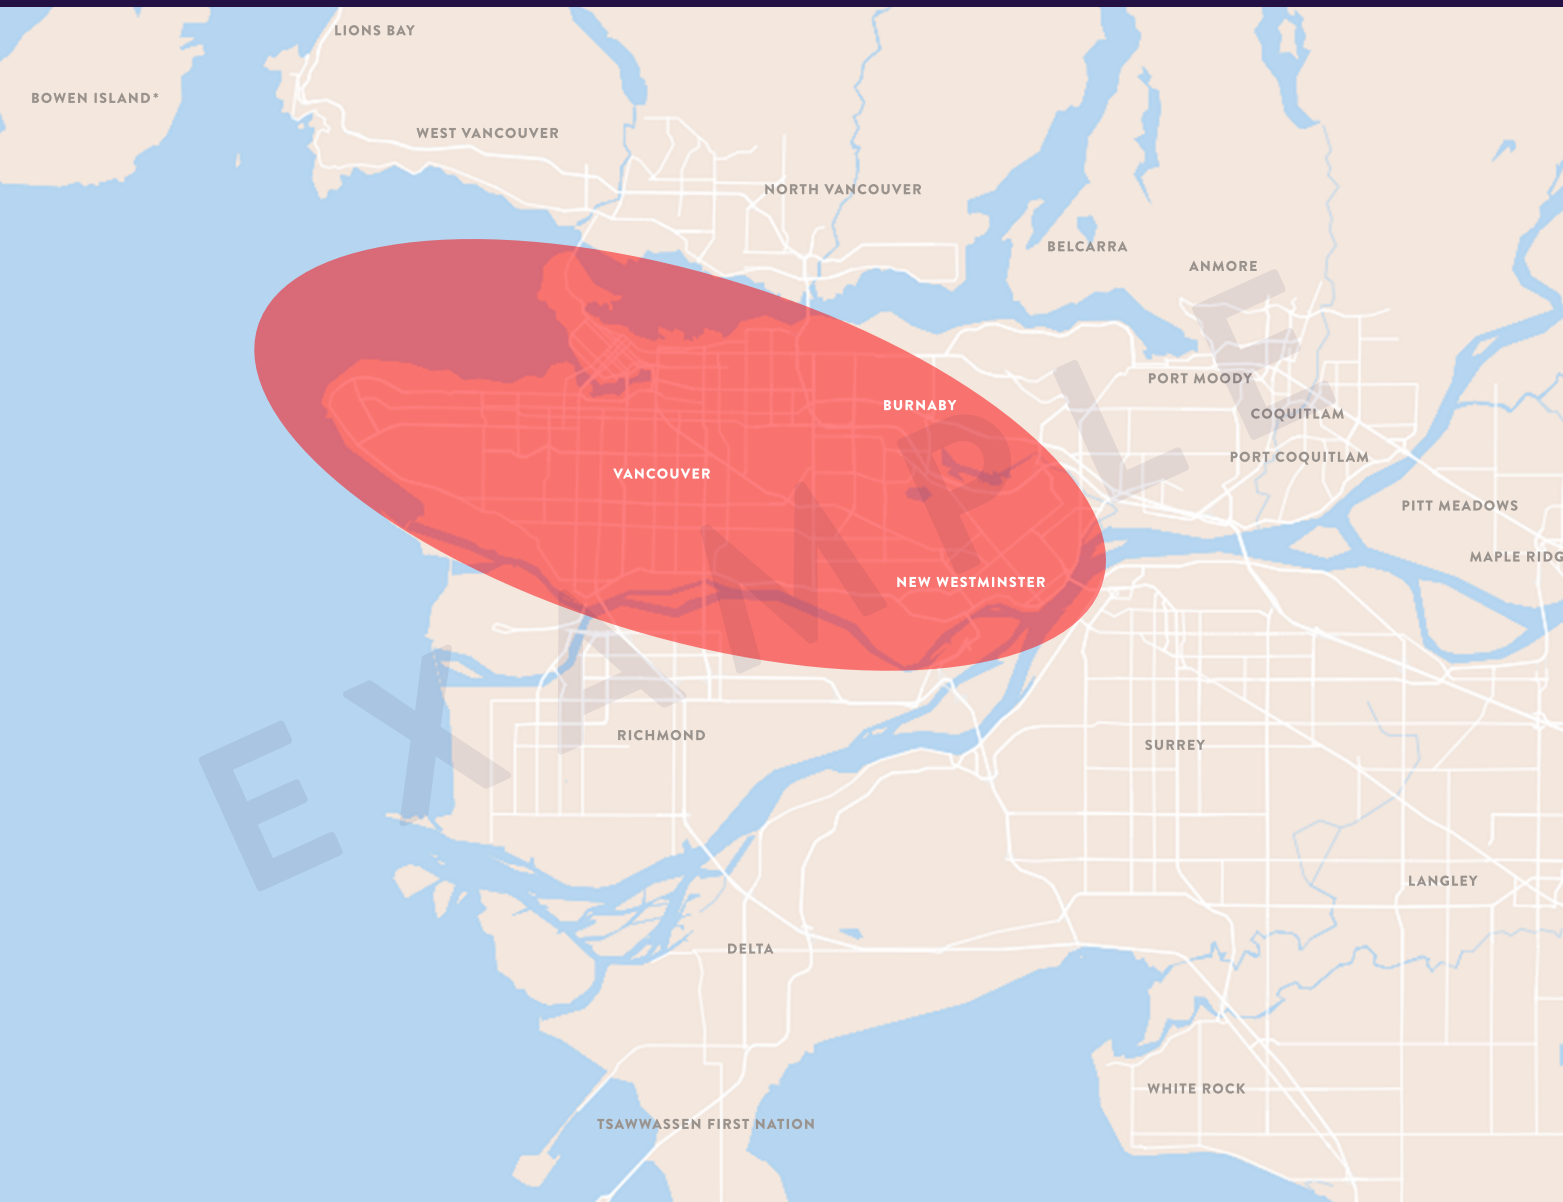 LIONS BAY
BOWEN ISLAND*
WEST VANCOUVER
NORTH VANCOUVER
BELCARRA
ANMORE
PORT MOODY
BURNABY
COQUITLAM
PORT COQUITLAM
VANCOUVER
PITT MEADOWS
MAPLE RIDG
NEW WESTMINSTER
EXAMPLE
RICHMOND
SURREY
LANGLEY
DELTA
WHITE ROCK
TSAWWASSEN FIRST NATION